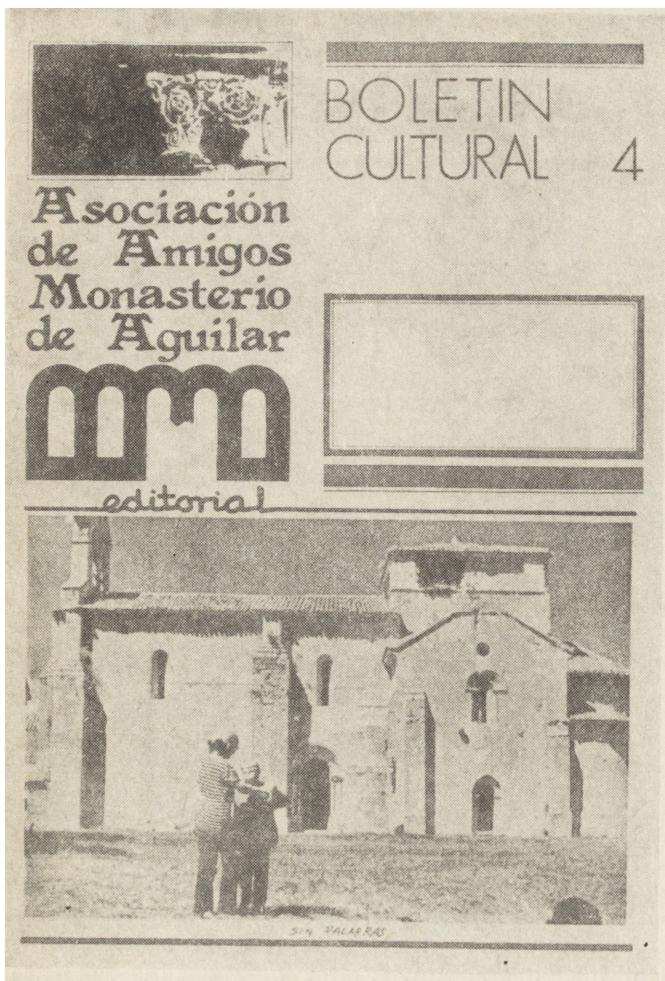 BOLETIN
CULTURAL 4
Asociación
de Amigos
Monasterio
de Aguilar
editorial
SIN PALABRAS